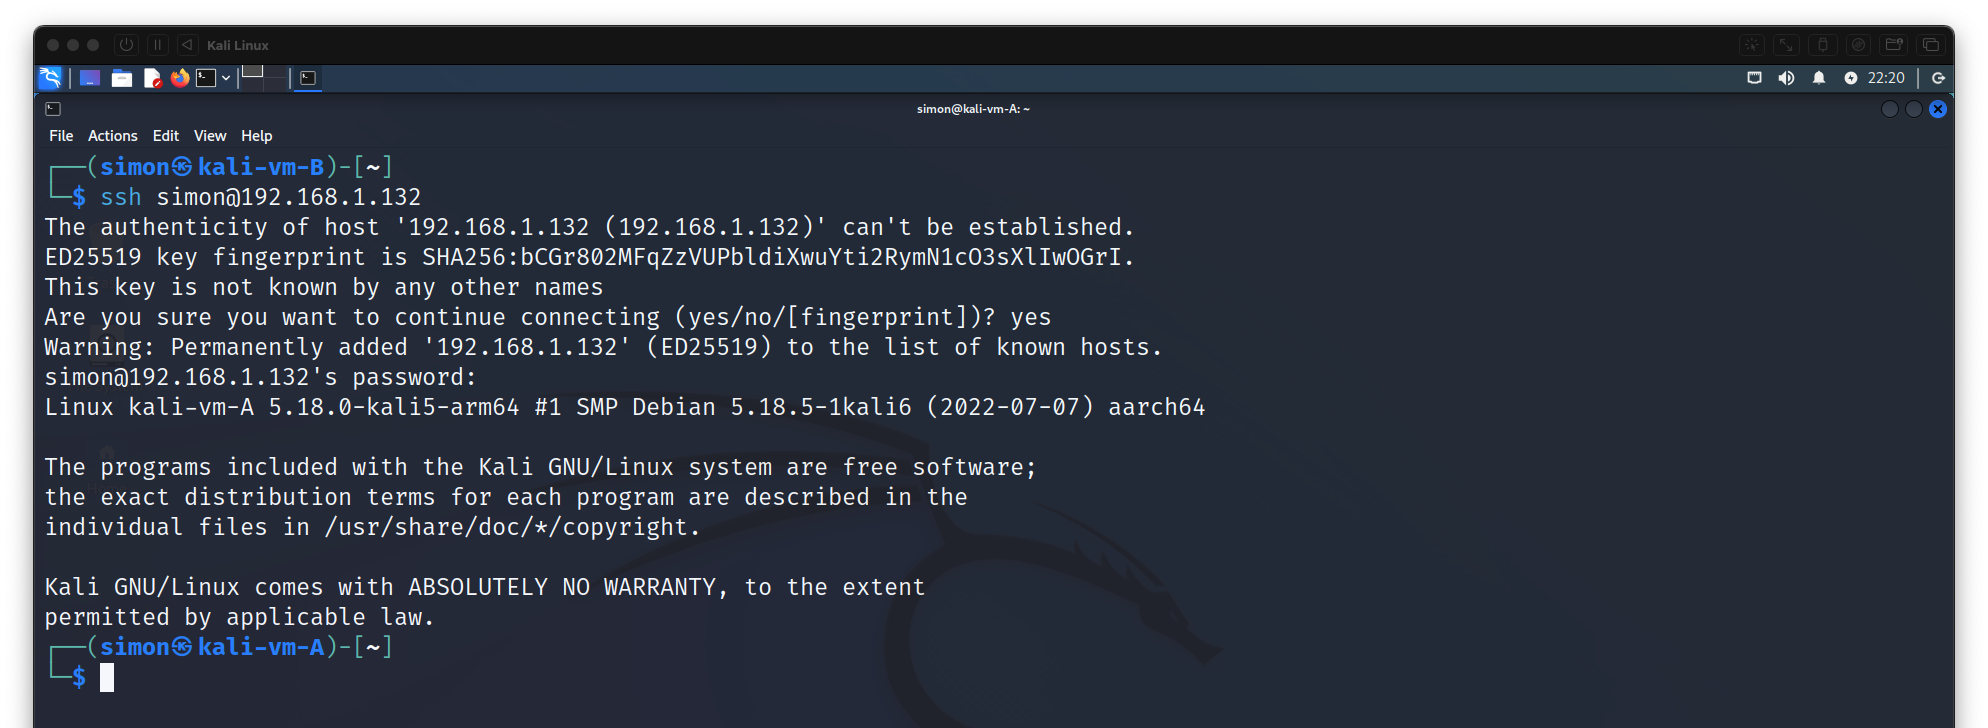 Kali Linux
22:20
simon@kali-vm-A: ~
File Actions Edit View Help
┌──(simon㉿kali-vm-B)-[~]
└─$ ssh simon@192.168.1.132
The authenticity of host '192.168.1.132 (192.168.1.132)' can't be established.
ED25519 key fingerprint is SHA256:bCGr802MFqZzVUPbldiXwuYti2RymN1cO3sXlIwOGrI.
This key is not known by any other names
Are you sure you want to continue connecting (yes/no/[fingerprint])? yes
Warning: Permanently added '192.168.1.132' (ED25519) to the list of known hosts.
simon@192.168.1.132's password:
Linux kali-vm-A 5.18.0-kali5-arm64 #1 SMP Debian 5.18.5-1kali6 (2022-07-07) aarch64
The programs included with the Kali GNU/Linux system are free software;
the exact distribution terms for each program are described in the
individual files in /usr/share/doc/*/copyright.
Kali GNU/Linux comes with ABSOLUTELY NO WARRANTY, to the extent
permitted by applicable law.
┌──(simon㉿kali-vm-A)-[~]
└─$